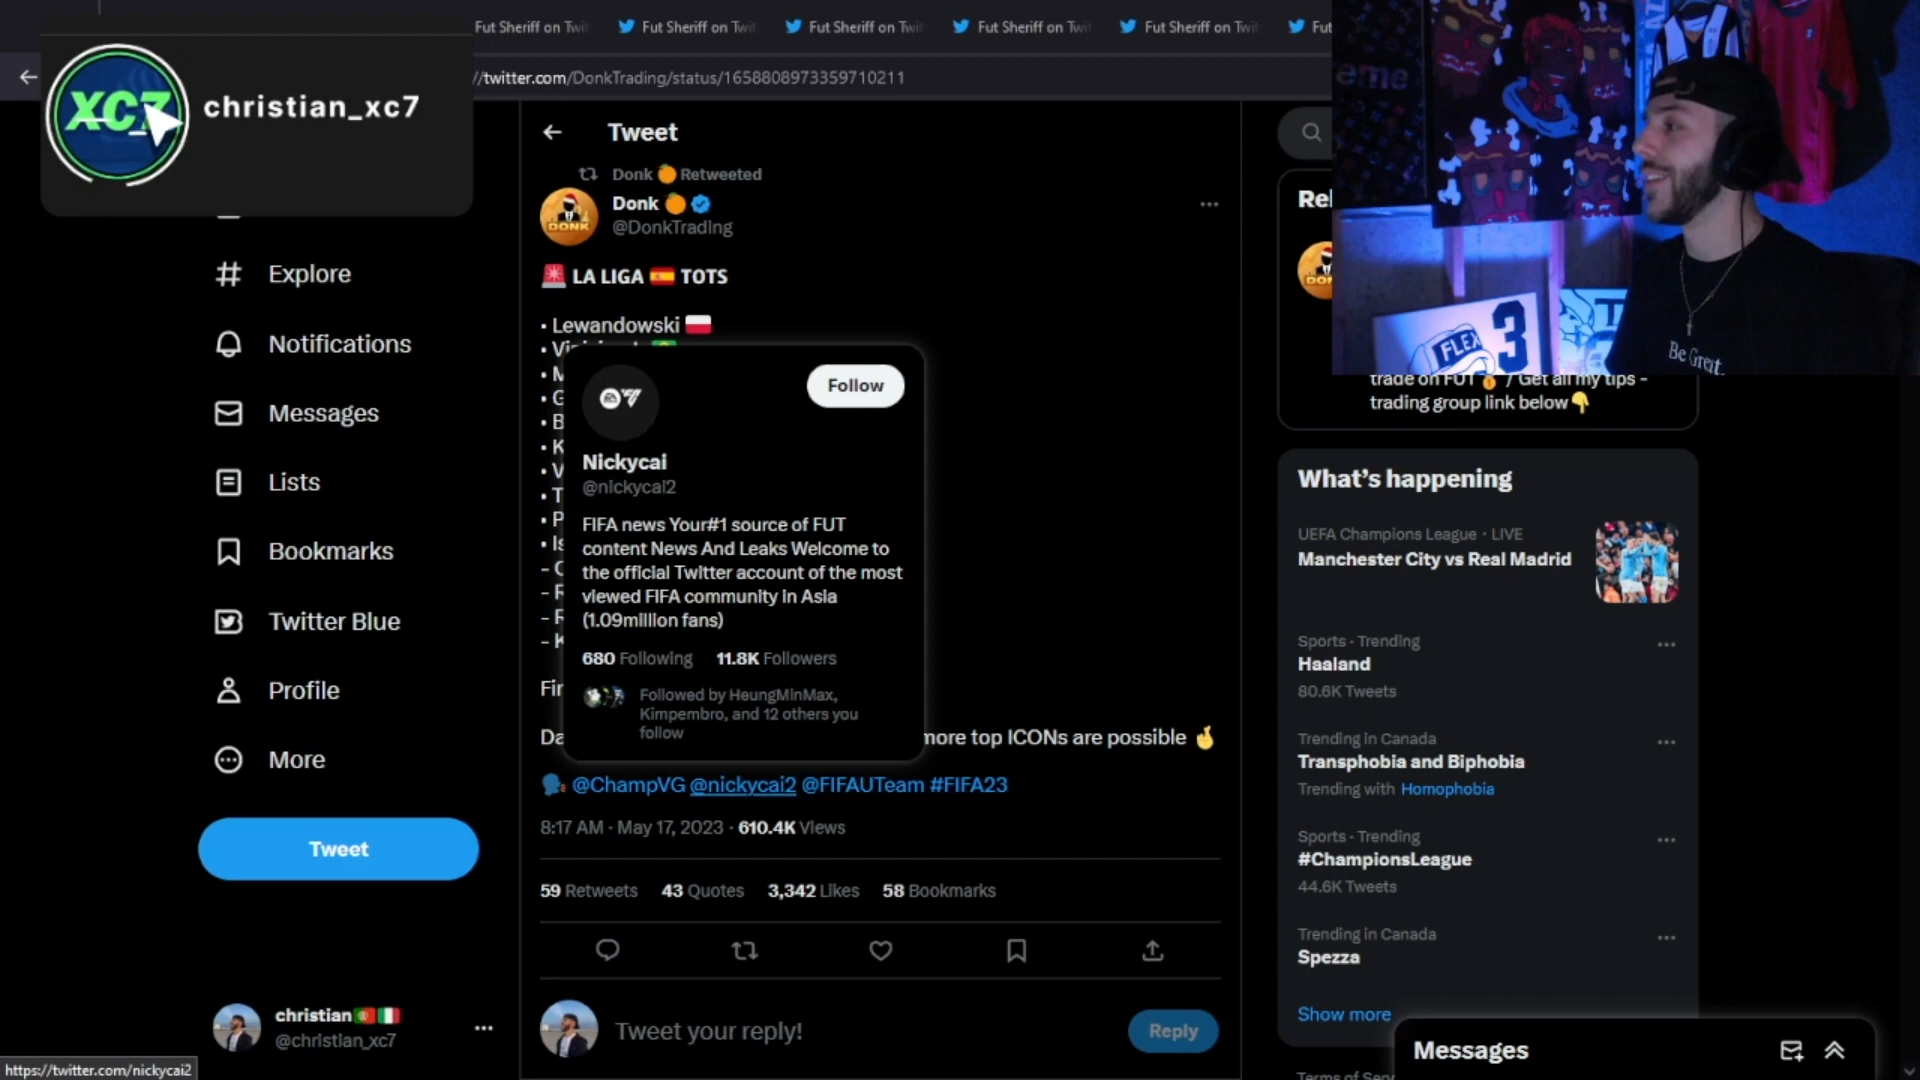 Fut Sheriff on Twit
Fut Sheriff on Twit
Fut Sheriff on Twit
Fut Sheriff on Twit
Fut Sheriff on Twit
Fut
//twitter.com/DonkTrading/status/1658808973359710211
XC7
christian_xc7
Explore
Notifications
Messages
Lists
Bookmarks
Twitter Blue
Profile
More
Tweet
christian
@christian_xc7
https://twitter.com/nickycai2
Tweet
Donk 🍊 Retweeted
Donk 🍊
@DonkTrading
DONK
🚨 LA LIGA 🇪🇸 TOTS
• Lewandowski 🇵🇱
Follow
Nickycai
@nickycai2
FIFA news Your#1 source of FUT
content News And Leaks Welcome to
the official Twitter account of the most
viewed FIFA community in Asia
(1.09million fans)
680 Following 11.8K Followers
Followed by HeungMinMax,
Kimpembro, and 12 others you
follow
more top ICONs are possible 🤞
🗣️ @ChampVG @nickycai2 @FIFAUTeam #FIFA23
8:17 AM · May 17, 2023 · 610.4K Views
59 Retweets 43 Quotes 3,342 Likes 58 Bookmarks
Tweet your reply!
Reply
FLEX
3
Be Great.
trade on FUT 🥇 / Get all my tips -
trading group link below👇
What's happening
UEFA Champions League · LIVE
Manchester City vs Real Madrid
Sports · Trending
Haaland
80.6K Tweets
Trending in Canada
Transphobia and Biphobia
Trending with Homophobia
Sports · Trending
#ChampionsLeague
44.6K Tweets
Trending in Canada
Spezza
Show more
Messages